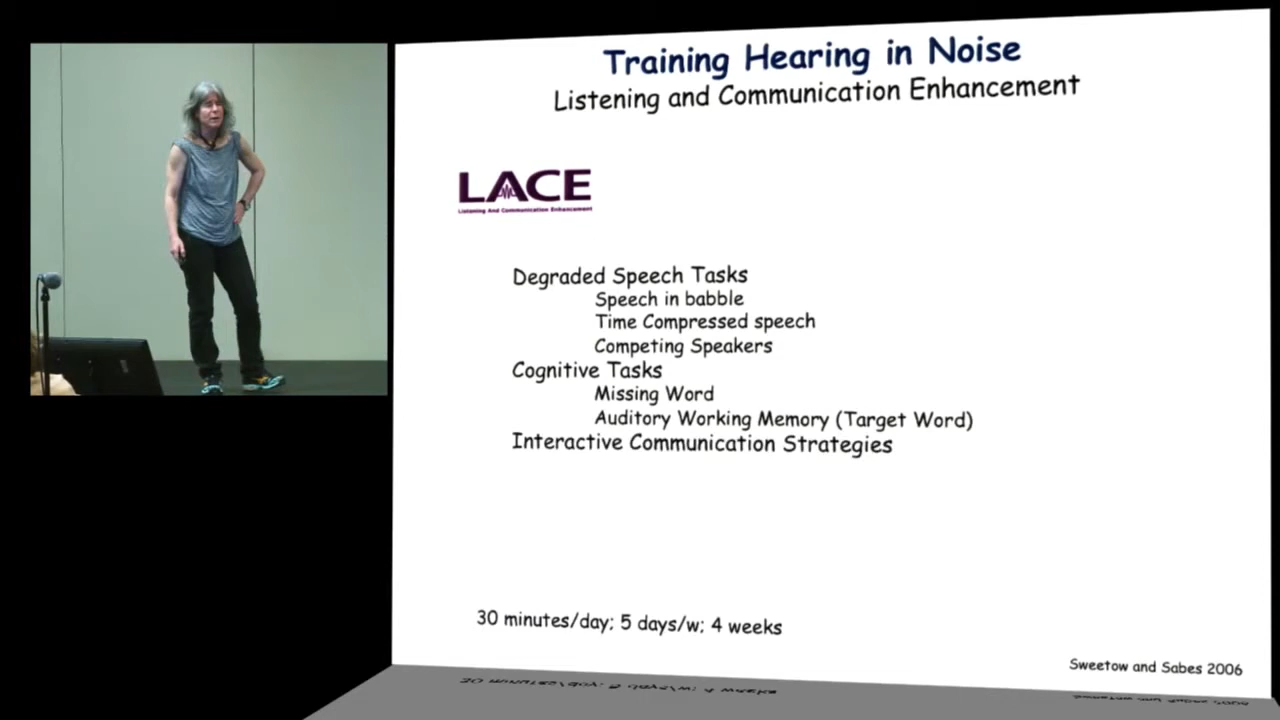 Training Hearing in Noise
Listening and Communication Enhancement
LACE
Listening And Communication Enhancement
Degraded Speech Tasks
Speech in babble
Time Compressed speech
Competing Speakers
Cognitive Tasks
Missing Word
Auditory Working Memory (Target Word)
Interactive Communication Strategies
30 minutes/day; 5 days/w; 4 weeks
Sweetow and Sabes 2006